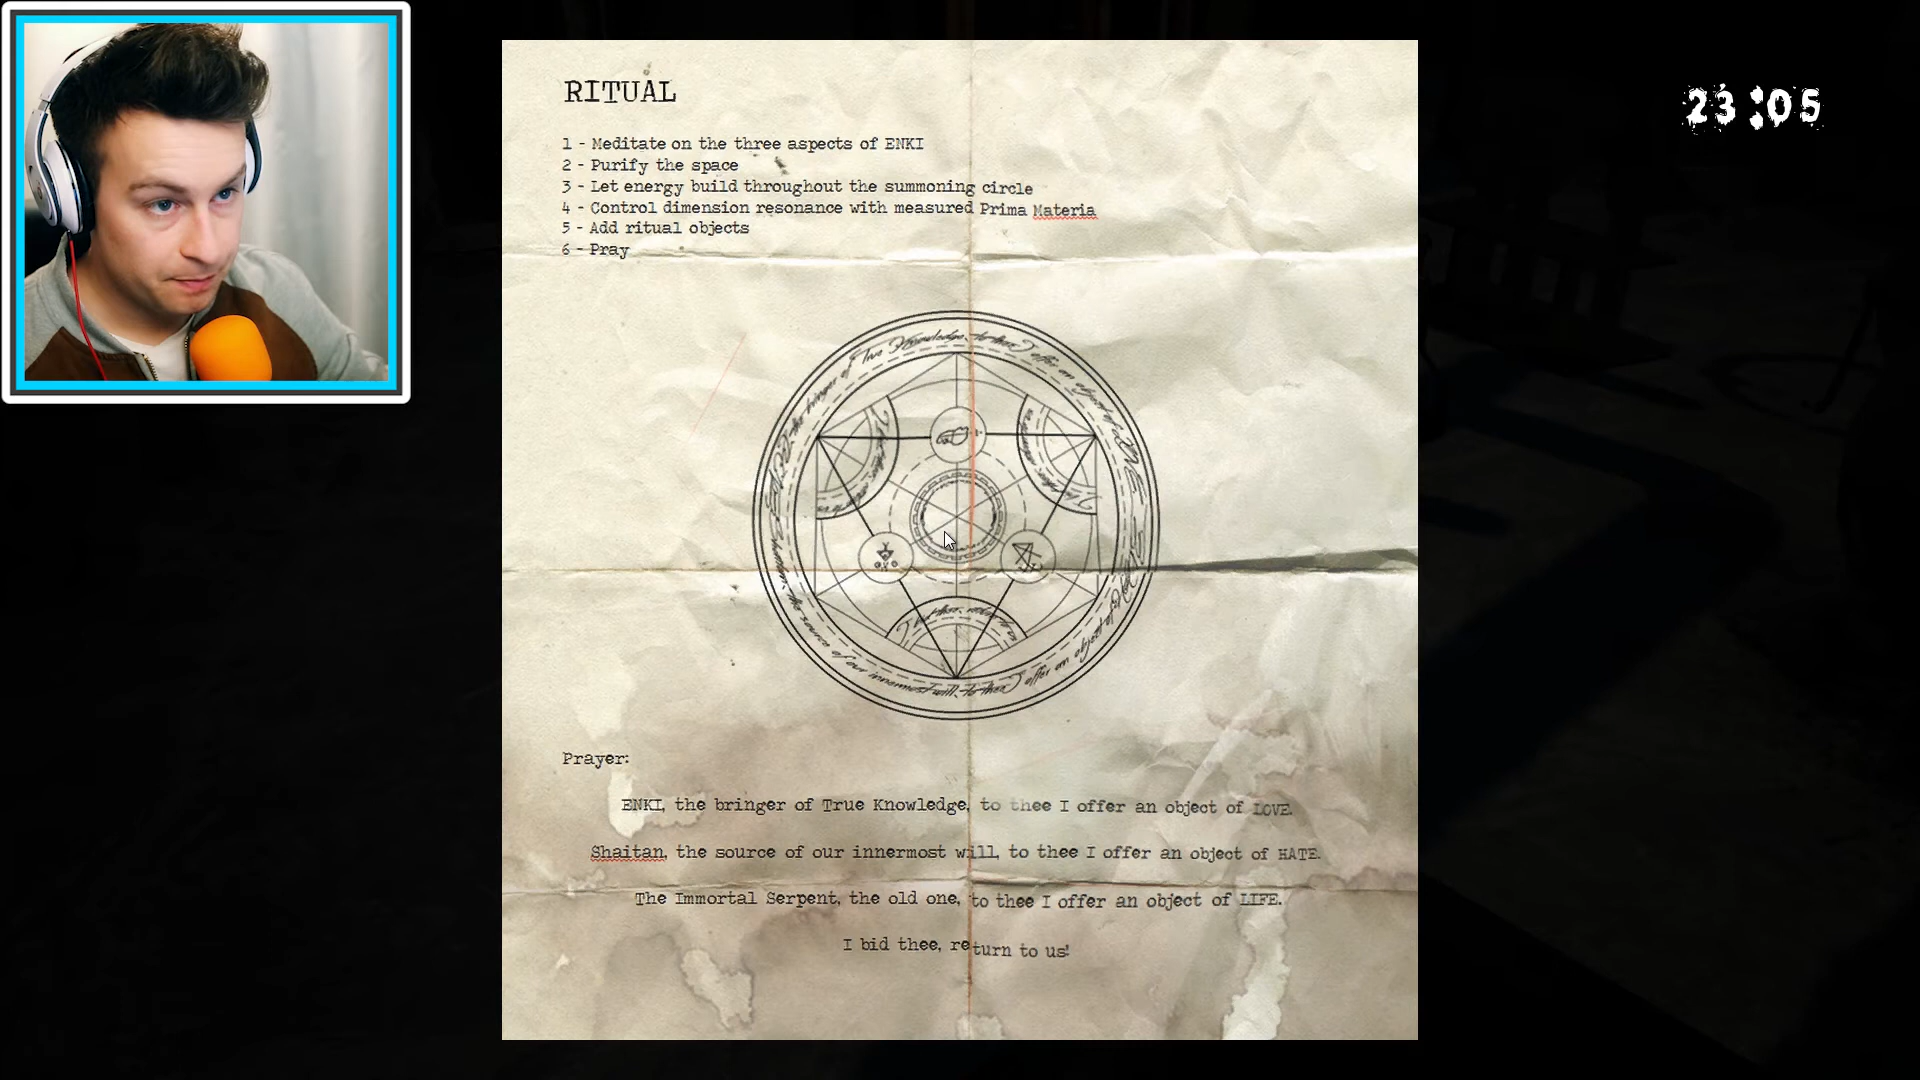 23:05
RITUAL
1 - Meditate on the three aspects of ENKI
2 - Purify the space
3 - Let energy build throughout the summoning circle
4 - Control dimension resonance with measured Prima Materia
5 - Add ritual objects
6 - Pray
Prayer:
ENKI, the bringer of True Knowledge, to thee I offer an object of LOVE.
Shaitan, the source of our innermost will, to thee I offer an object of HATE.
The Immortal Serpent, the old one, to thee I offer an object of LIFE.
I bid thee, return to us!